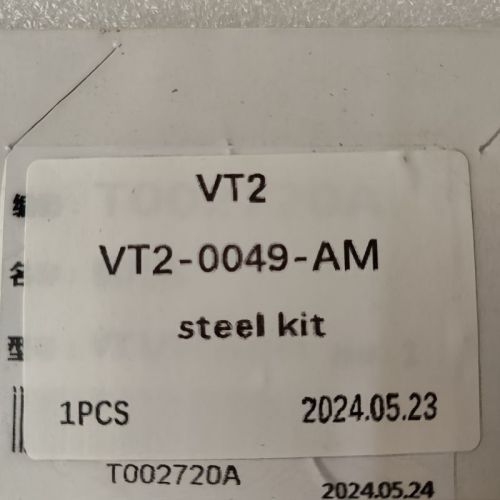 VT2
VT2-0049-AM
steel kit
1PCS 2024.05.23
T002720A
2024.05.24